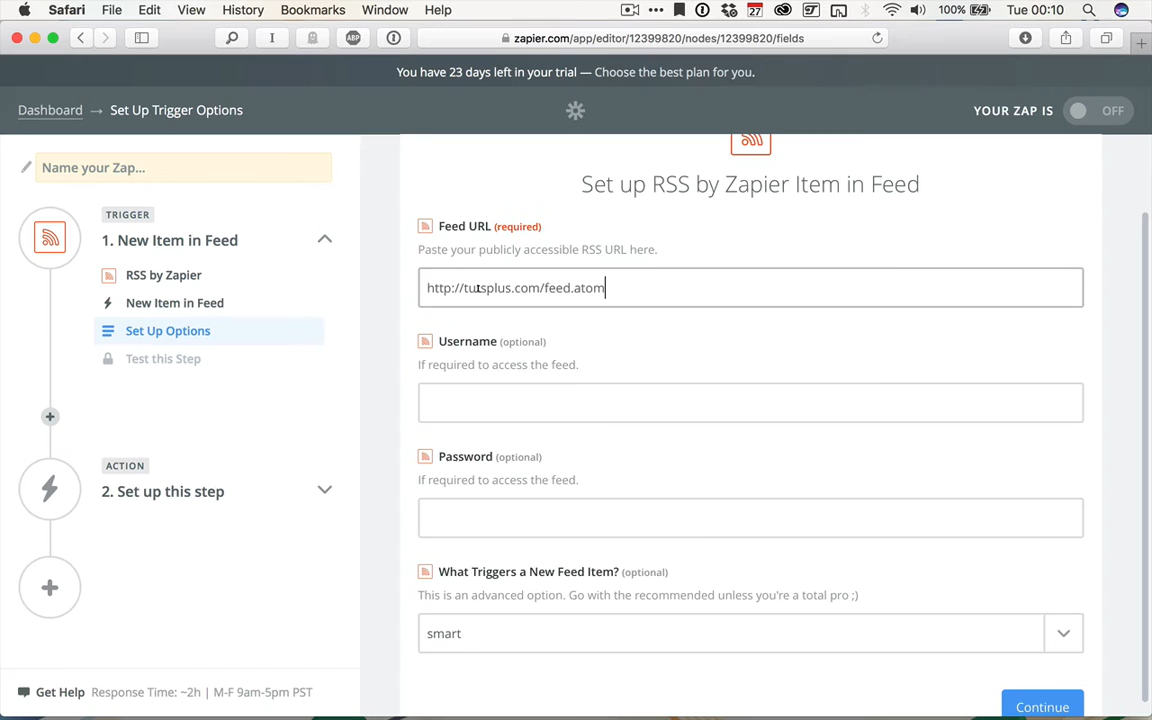 Safari File Edit View History Bookmarks Window Help 27 100% Tue 00:10
ABP zapier.com/app/editor/12399820/nodes/12399820/fields
You have 23 days left in your trial — Choose the best plan for you.
Dashboard → Set Up Trigger Options YOUR ZAP IS OFF
Name your Zap...
TRIGGER
1. New Item in Feed
RSS by Zapier
New Item in Feed
Set Up Options
Test this Step
ACTION
2. Set up this step
Get Help Response Time: ~2h | M-F 9am-5pm PST
Set up RSS by Zapier Item in Feed
Feed URL (required)
Paste your publicly accessible RSS URL here.
http://tutsplus.com/feed.atom
Username (optional)
If required to access the feed.
Password (optional)
If required to access the feed.
What Triggers a New Feed Item? (optional)
This is an advanced option. Go with the recommended unless you're a total pro ;)
smart
Continue